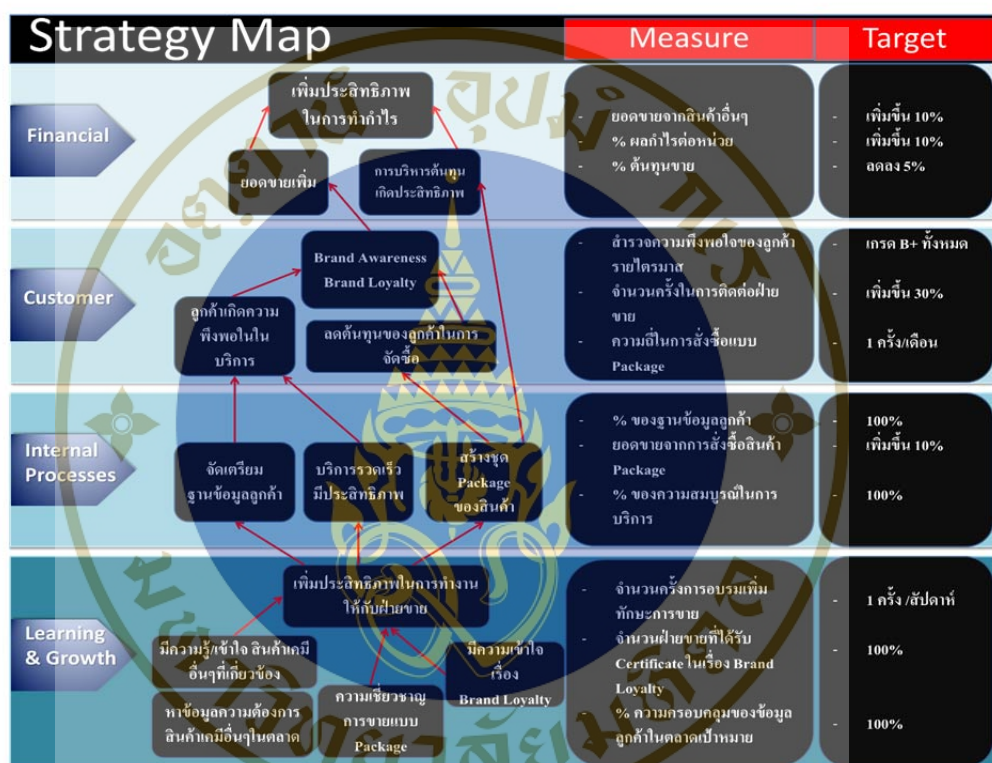 Strategy Map
Measure
Target
Financial
เพิ่มประสิทธิภาพ
ในการทำกำไร
ยอดขายเพิ่ม
การบริหารต้นทุน
เกิดประสิทธิภาพ
- ยอดขายจากสินค้าอื่นๆ
- % ผลกำไรต่อหน่วย
- % ต้นทุนขาย
- เพิ่มขึ้น 10%
- เพิ่มขึ้น 10%
- ลดลง 5%
Customer
Brand Awareness
Brand Loyalty
ลูกค้าเกิดความ
พึงพอใน
บริการ
ลดต้นทุนของลูกค้าในการ
จัดซื้อ
- สำรวจความพึงพอใจของลูกค้า
รายไตรมาส
- จำนวนครั้งในการติดต่อฝ่าย
ขาย
- ความถี่ในการสั่งซื้อแบบ
Package
- เกรด B+ ทั้งหมด
- เพิ่มขึ้น 30%
- 1 ครั้ง/เดือน
Internal
Processes
จัดเตรียม
ฐานข้อมูลลูกค้า
บริการรวดเร็ว
มีประสิทธิภาพ
สร้างชุด
Package
ของสินค้า
- % ของฐานข้อมูลลูกค้า
- ยอดขายจากการสั่งซื้อสินค้า
Package
- % ของความสมบูรณ์ในการ
บริการ
- 100%
- เพิ่มขึ้น 10%
- 100%
Learning
& Growth
เพิ่มประสิทธิภาพในการทำงาน
ให้กับฝ่ายขาย
มีความรู้/เข้าใจ สินค้าเคมี
อื่นๆที่เกี่ยวข้อง
มีความเข้าใจ
เรื่อง
Brand Loyalty
หาข้อมูลความต้องการ
สินค้าเคมีอื่นๆในตลาด
ความเชี่ยวชาญ
การขายแบบ
Package
- จำนวนครั้งการอบรมเพิ่ม
ทักษะการขาย
- จำนวนฝ่ายขายที่ได้รับ
Certificate ในเรื่อง Brand
Loyalty
- % ความครอบคลุมของข้อมูล
ลูกค้าในตลาดเป้าหมาย
- 1 ครั้ง /สัปดาห์
- 100%
- 100%